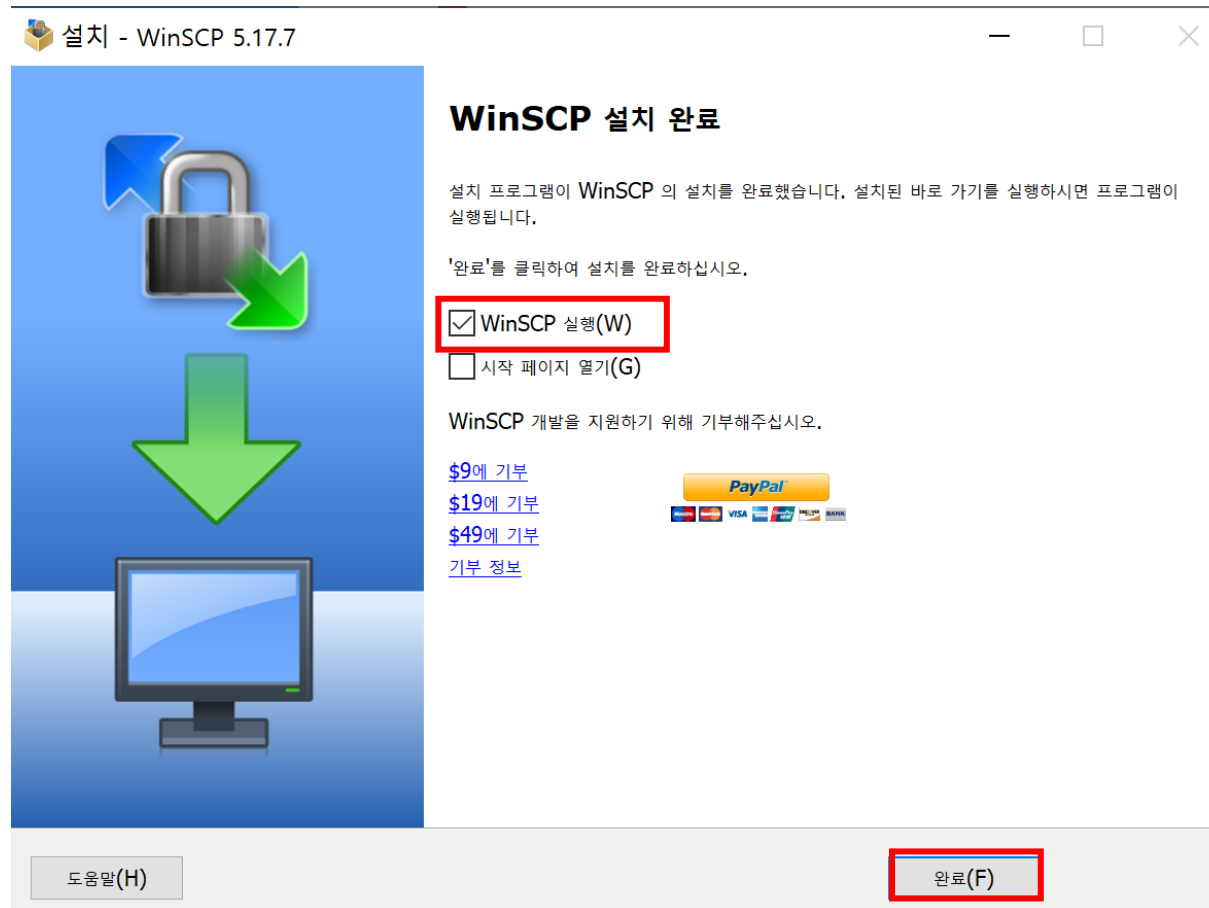 설치 - WinSCP 5.17.7
WinSCP 설치 완료
설치 프로그램이 WinSCP 의 설치를 완료했습니다. 설치된 바로 가기를 실행하시면 프로그램이
실행됩니다.
'완료'를 클릭하여 설치를 완료하십시오.
WinSCP 실행(W)
시작 페이지 열기(G)
WinSCP 개발을 지원하기 위해 기부해주십시오.
$9에 기부
$19에 기부
$49에 기부
기부 정보
PayPal
VISA
BANK
도움말(H)
완료(F)